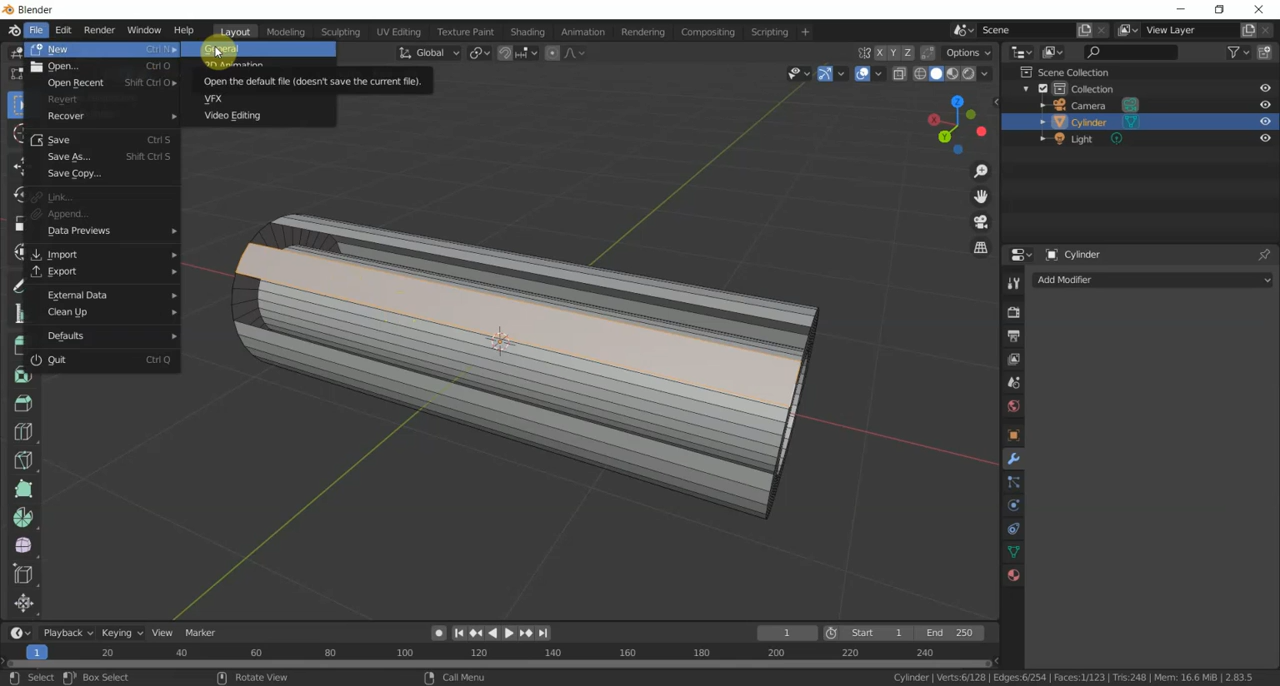 Blender
File Edit Render Window Help Layout Modeling Sculpting UV Editing Texture Paint Shading Animation Rendering Compositing Scripting + Scene View Layer
New Ctrl N General
Global X Y Z Options
Open... Ctrl O 2D Animation
Open Recent Shift Ctrl O Open the default file (doesn't save the current file).
Revert VFX
Recover Video Editing
Save Ctrl S
Save As... Shift Ctrl S
Save Copy...
Link...
Append...
Data Previews
Import
Export
External Data
Clean Up
Defaults
Quit Ctrl Q
Z
X
Y
Scene Collection
Collection
Camera
Cylinder
Light
Cylinder
Add Modifier
Playback Keying View Marker 1 Start 1 End 250
1 20 40 60 80 100 120 140 160 180 200 220 240
Select Box Select Rotate View Call Menu Cylinder | Verts:6/128 | Edges:6/254 | Faces:1/123 | Tris:248 | Mem: 16.6 MiB | 2.83.5